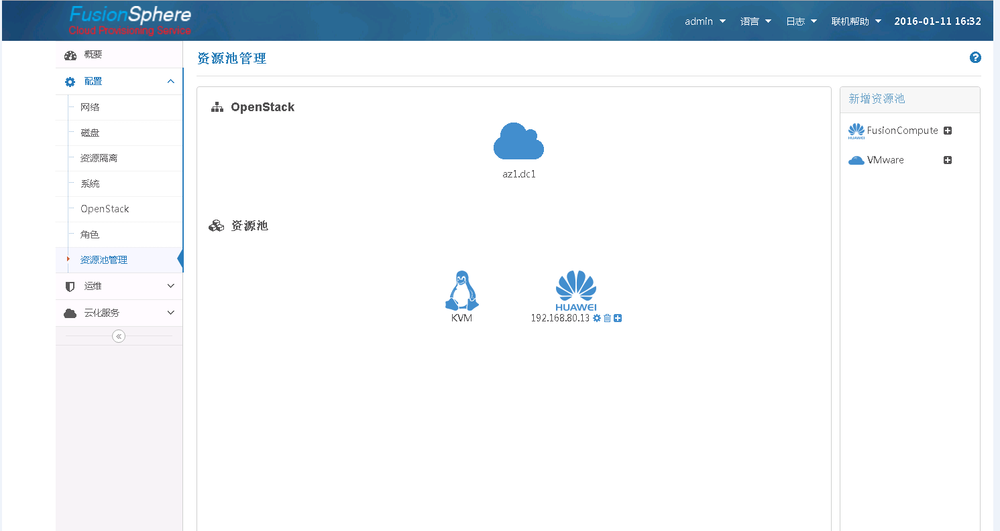 FusionSphere
Cloud Provisioning Service
admin 语言 日志 联机帮助 2016-01-11 16:32
概要
配置
网络
磁盘
资源隔离
系统
OpenStack
角色
资源池管理
运维
云化服务
资源池管理
OpenStack
az1.dc1
资源池
HUAWEI
KVM
192.168.80.13
新增资源池
HUAWEI
FusionCompute
VMware